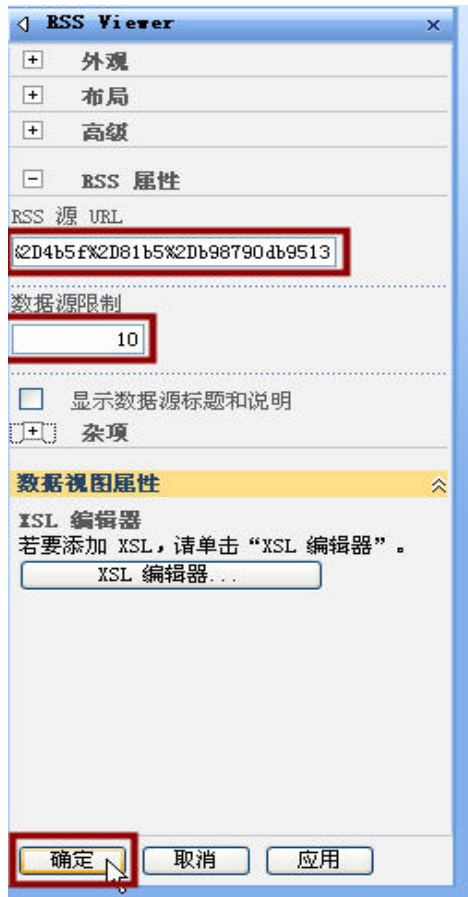 RSS Viewer
外观
布局
高级
RSS 属性
RSS 源 URL
%2D4b5f%2D81b5%2Db98790db9513
数据源限制
10
显示数据源标题和说明
杂项
数据视图属性
XSL 编辑器
若要添加 XSL，请单击“XSL 编辑器”。
XSL 编辑器...
确定 取消 应用